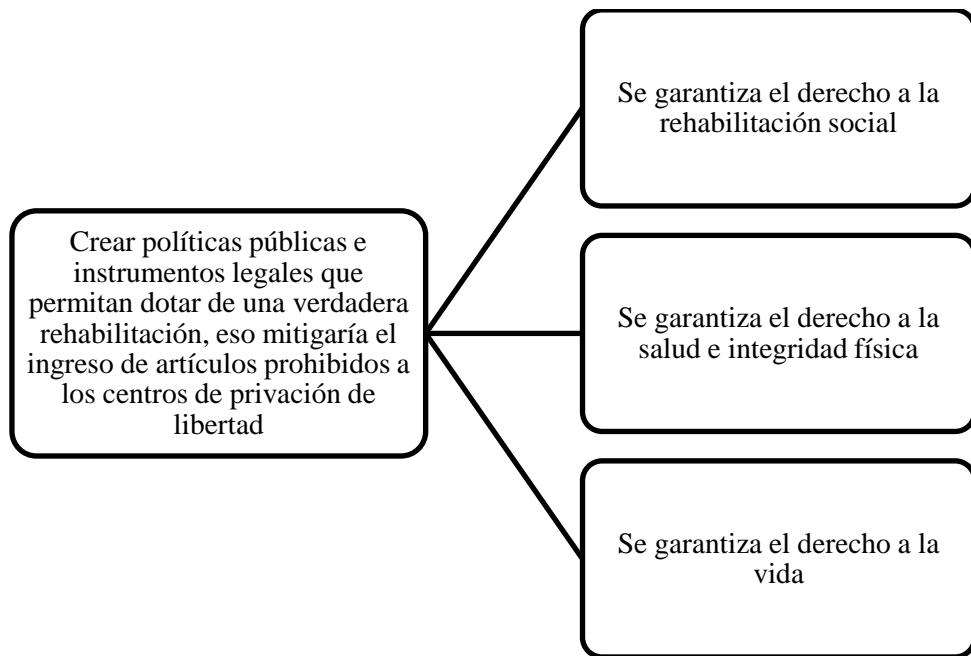 Crear políticas públicas e
instrumentos legales que
permitan dotar de una verdadera
rehabilitación, eso mitigaría el
ingreso de artículos prohibidos a
los centros de privación de
libertad
Se garantiza el derecho a la
rehabilitación social
Se garantiza el derecho a la
salud e integridad física
Se garantiza el derecho a la
vida